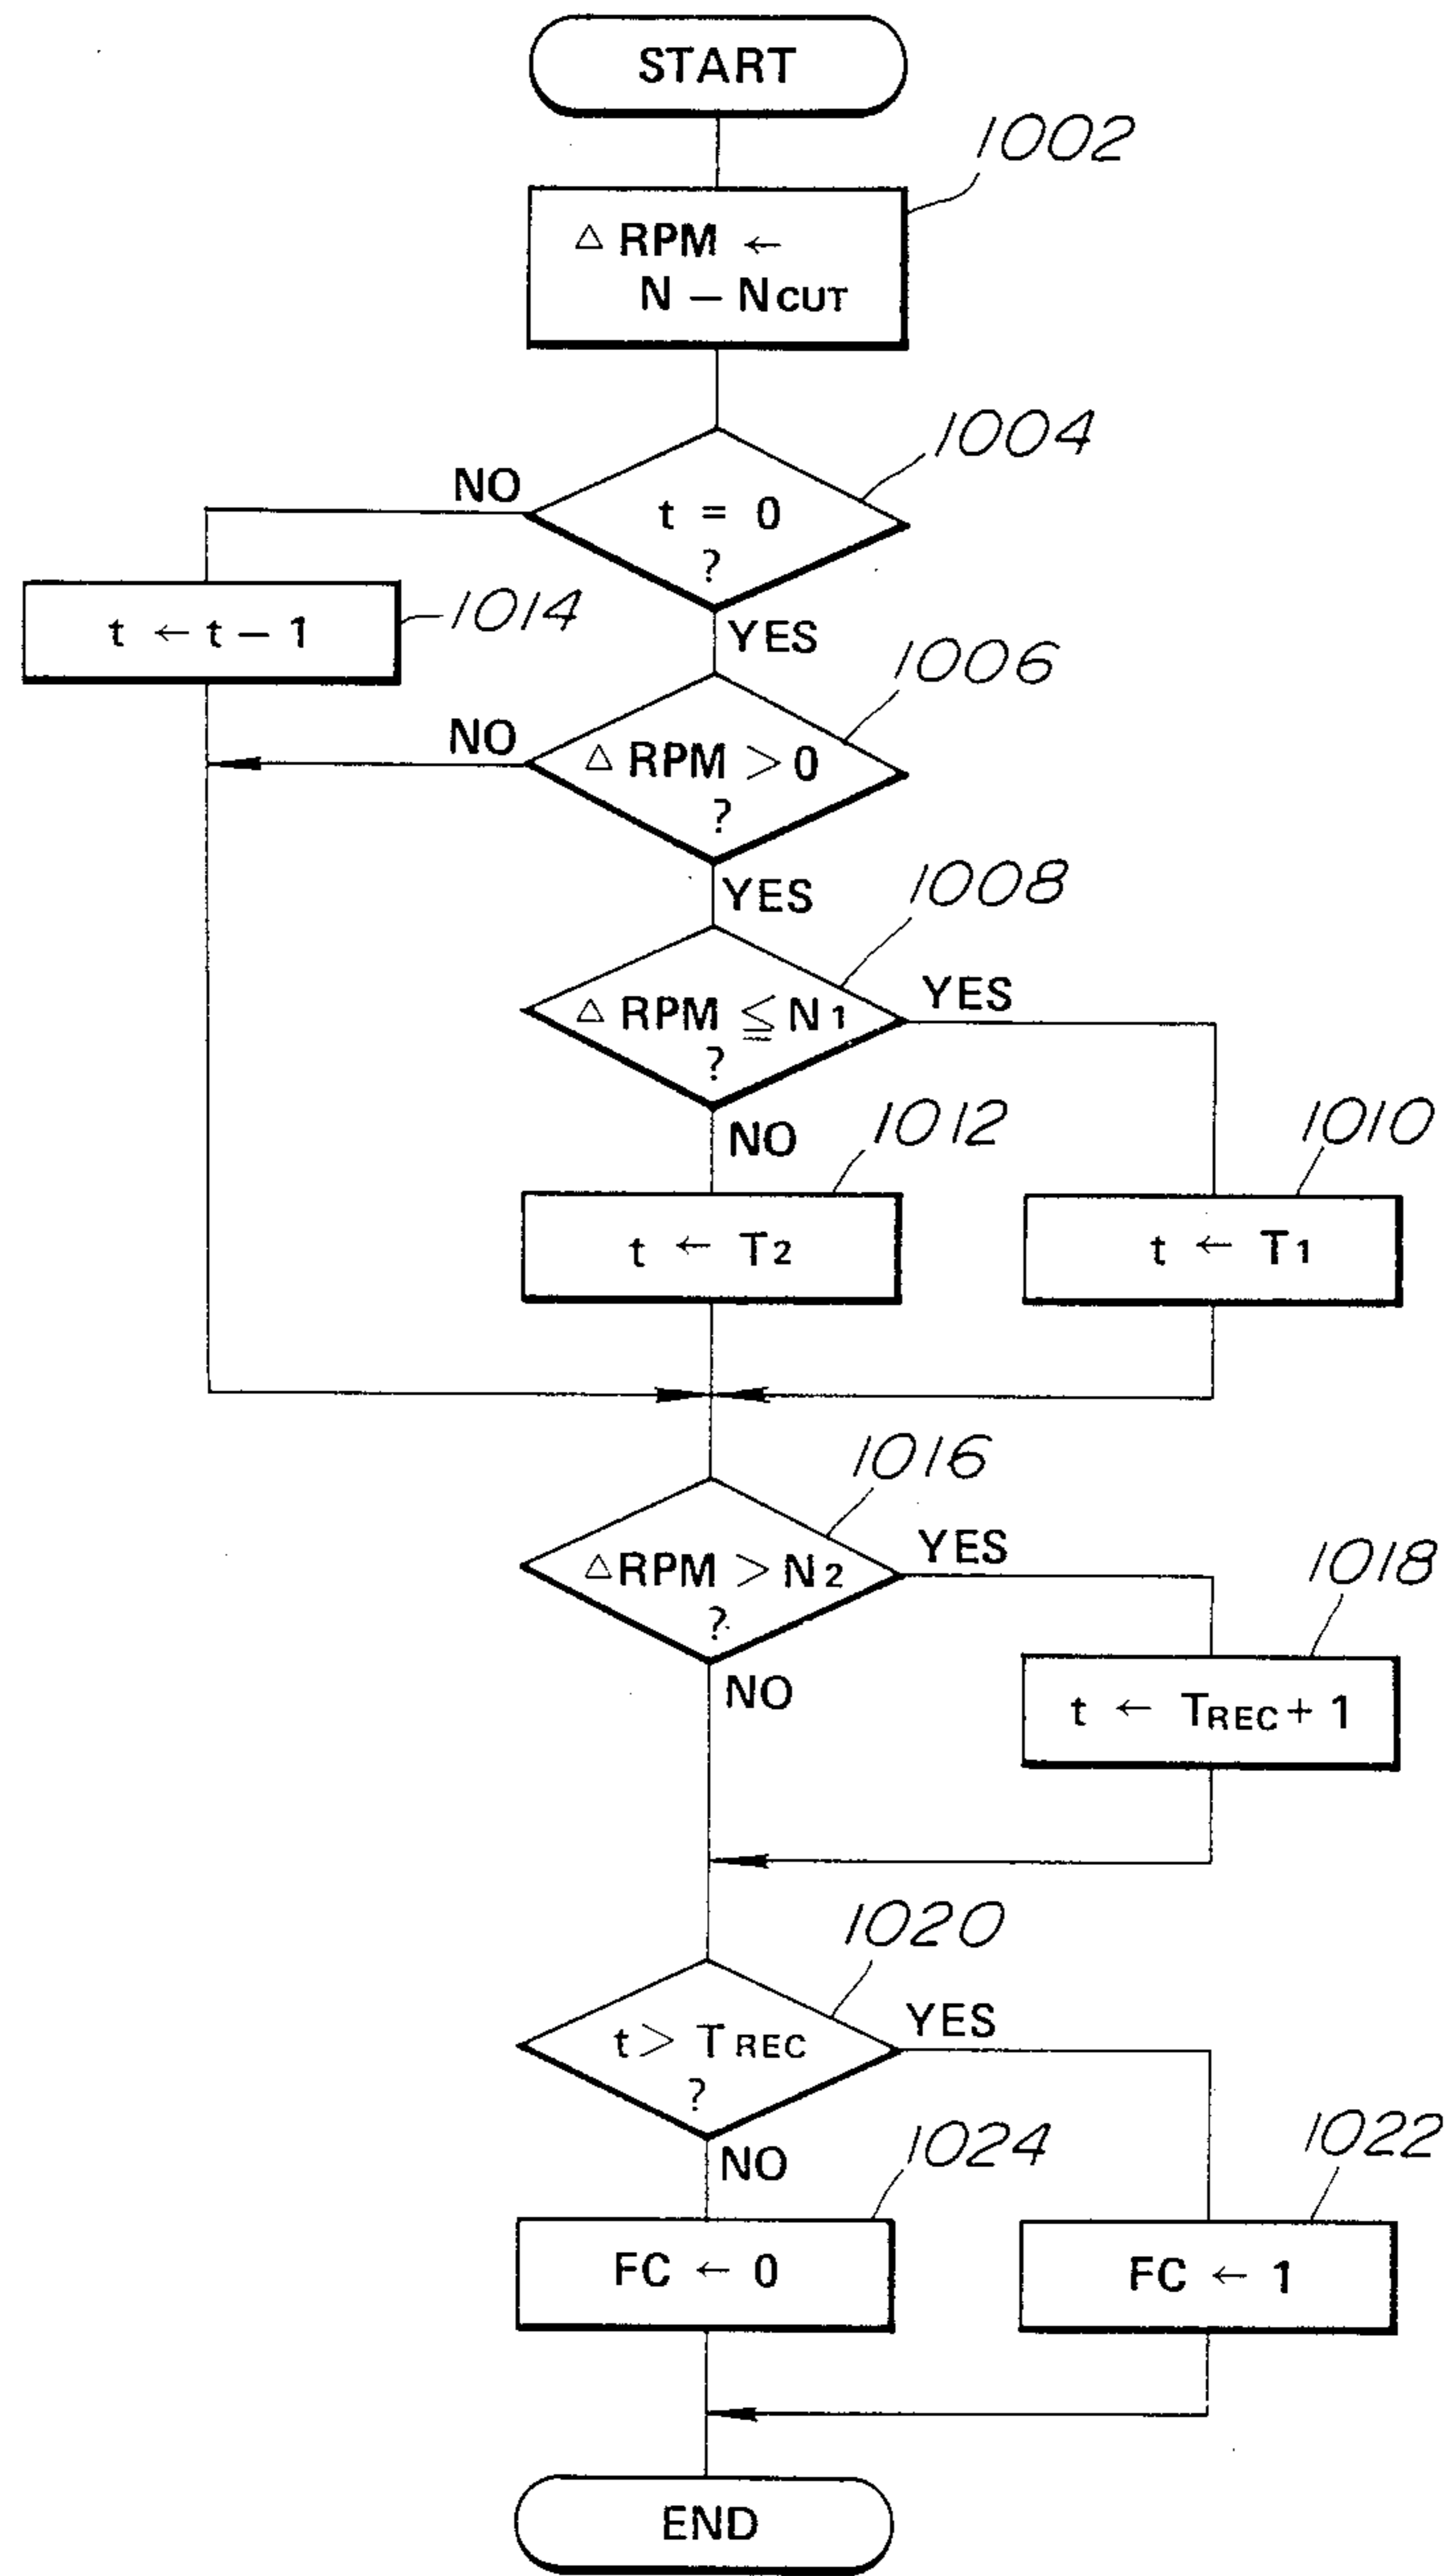 START
1002
△ RPM ←
N – NCUT
1004
NO
t = 0
?
t ← t – 1
1014
YES
1006
NO
△ RPM > 0
?
YES
1008
△ RPM ≦ N1
?
YES
NO
1012
1010
t ← T2
t ← T1
1016
△RPM > N2
?
YES
1018
NO
t ← TREC + 1
1020
t > TREC
?
YES
NO
1024
1022
FC ← 0
FC ← 1
END